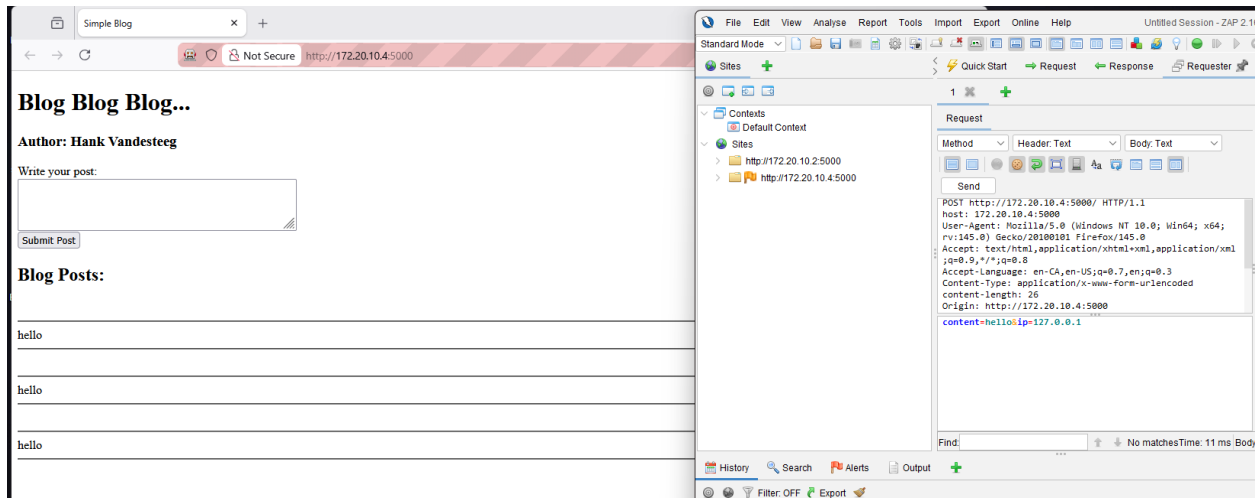 Simple Blog
Not Secure http://172.20.10.4:5000
Blog Blog Blog...
Author: Hank Vandesteeg
Write your post:
Submit Post
Blog Posts:
hello
hello
hello
File Edit View Analyse Report Tools Import Export Online Help Untitled Session - ZAP 2.1
Standard Mode
Sites
Quick Start Request Response Requester
1
Contexts
Default Context
Sites
http://172.20.10.2:5000
http://172.20.10.4:5000
Request
Method Header: Text Body: Text
Send
POST http://172.20.10.4:5000/ HTTP/1.1
host: 172.20.10.4:5000
User-Agent: Mozilla/5.0 (Windows NT 10.0; Win64; x64;
rv:145.0) Gecko/20100101 Firefox/145.0
Accept: text/html,application/xhtml+xml,application/xml
;q=0.9,*/*;q=0.8
Accept-Language: en-CA,en-US;q=0.7,en;q=0.3
Content-Type: application/x-www-form-urlencoded
content-length: 26
Origin: http://172.20.10.4:5000
content=hello&ip=127.0.0.1
Find: No matches Time: 11 ms Body
History Search Alerts Output
Filter: OFF Export